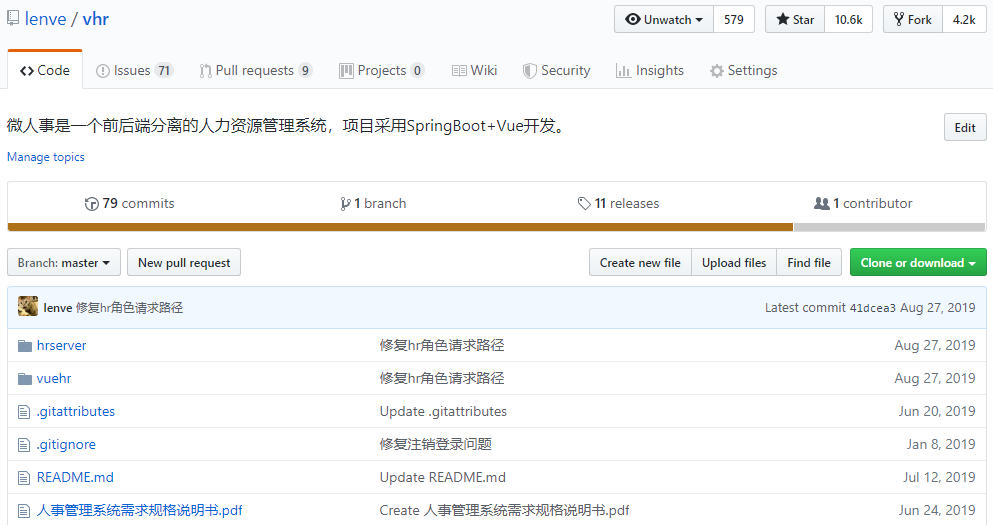 lenve / vhr Unwatch 579 Star 10.6k Fork 4.2k
Code Issues 71 Pull requests 9 Projects 0 Wiki Security Insights Settings
微人事是一个前后端分离的人力资源管理系统，项目采用SpringBoot+Vue开发。 Edit
Manage topics
79 commits 1 branch 11 releases 1 contributor
Branch: master New pull request Create new file Upload files Find file Clone or download
lenve 修复hr角色请求路径 Latest commit 41dcea3 Aug 27, 2019
hrserver 修复hr角色请求路径 Aug 27, 2019
vuehr 修复hr角色请求路径 Aug 27, 2019
.gitattributes Update .gitattributes Jun 20, 2019
.gitignore 修复注销登录问题 Jan 8, 2019
README.md Update README.md Jul 12, 2019
人事管理系统需求规格说明书.pdf Create 人事管理系统需求规格说明书.pdf Jun 24, 2019